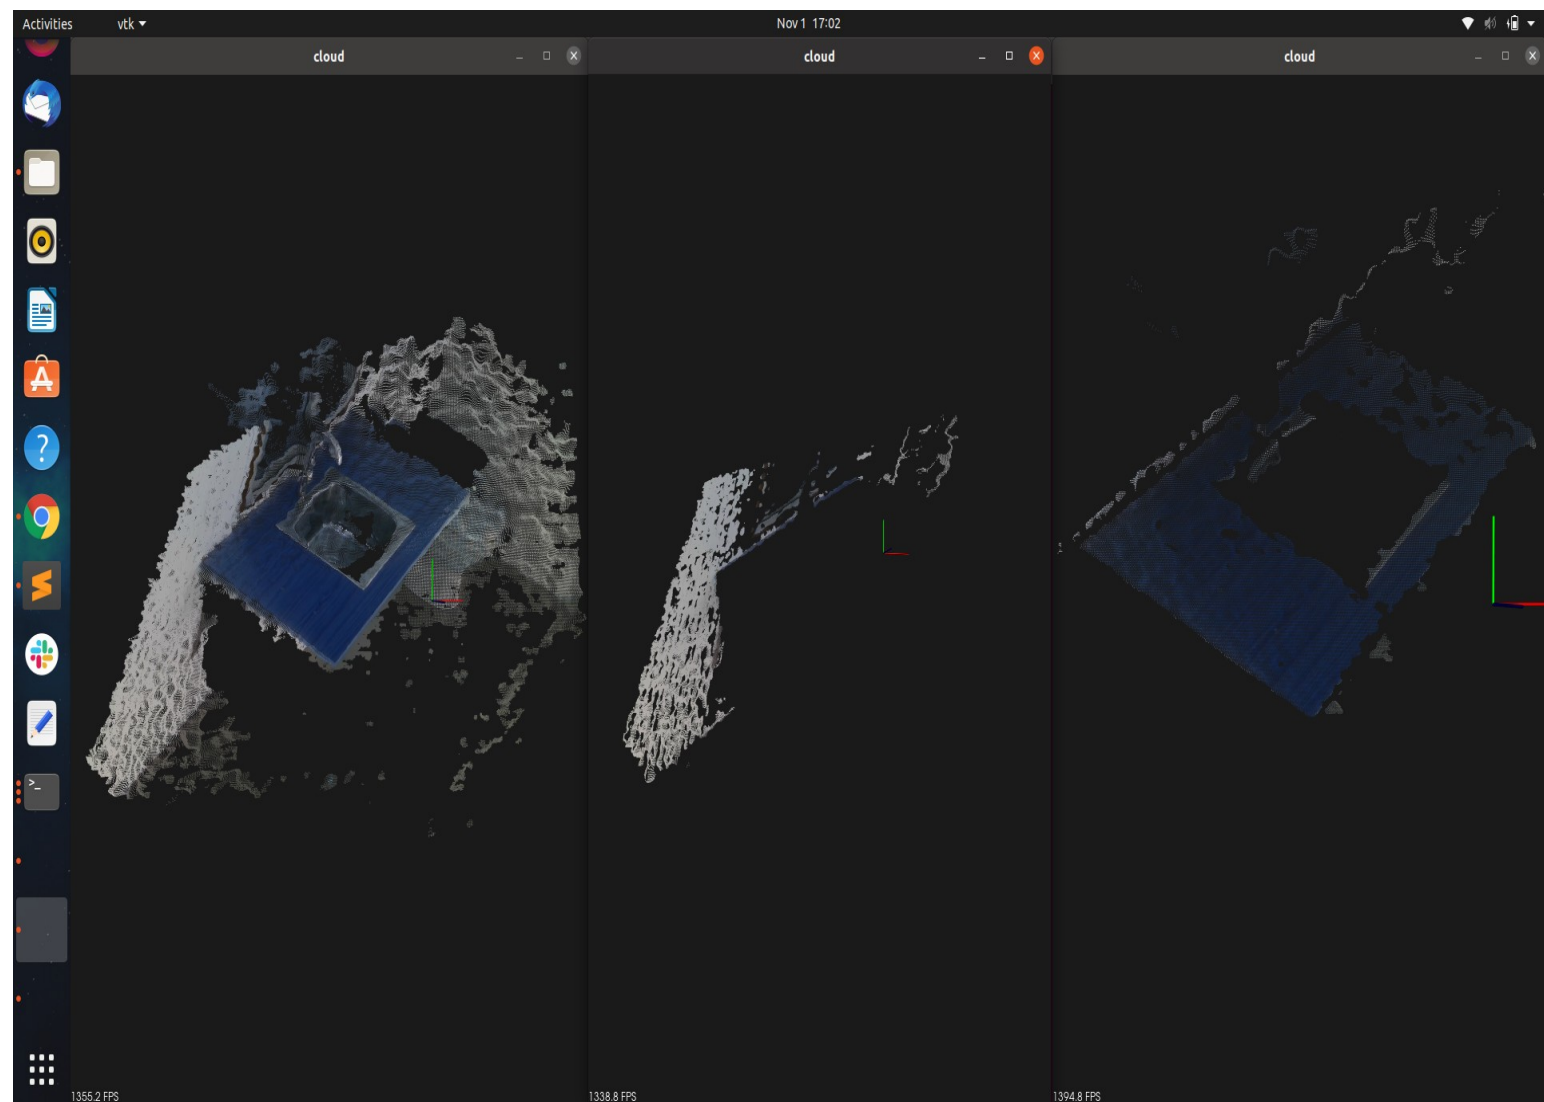 Activities vtk Nov 1 17:02
cloud cloud cloud
1355.2 FPS 1338.8 FPS 1394.8 FPS